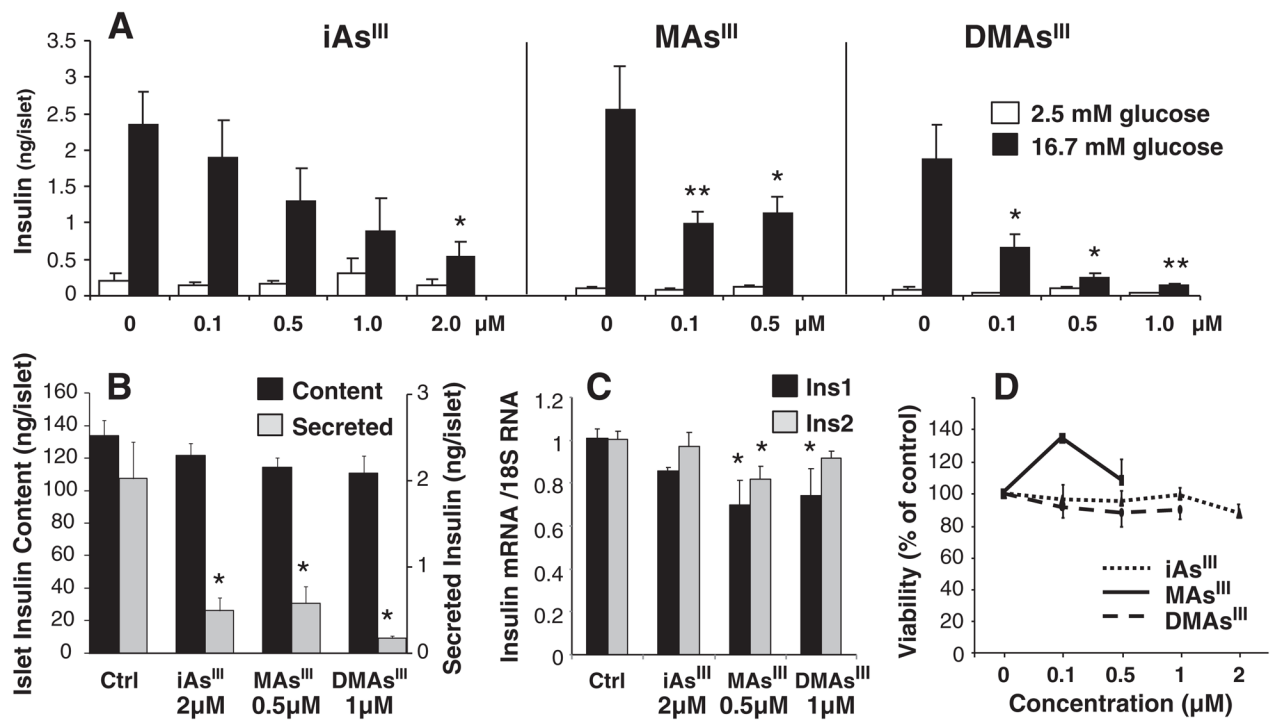 A
iAsIII
MAsIII
DMAsIII
Insulin (ng/islet)
3.5
3
2.5
2
1.5
1
0.5
0
2.5 mM glucose
16.7 mM glucose
*
**
*
*
*
**
0 0.1 0.5 1.0 2.0 µM
0 0.1 0.5 µM
0 0.1 0.5 1.0 µM
B
Islet Insulin Content (ng/islet)
160
140
120
100
80
60
40
20
0
Content
Secreted
Secreted Insulin (ng/islet)
3
2
1
0
*
*
*
Ctrl iAsIII MAsIII DMAsIII
2µM 0.5µM 1µM
C
Insulin mRNA /18S RNA
1.2
1
0.8
0.6
0.4
0.2
0
Ins1
Ins2
* * *
Ctrl iAsIII MAsIII DMAsIII
2µM 0.5µM 1µM
D
Viability (% of control)
140
120
100
80
60
40
20
0
iAsIII
MAsIII
DMAsIII
0 0.1 0.5 1 2
Concentration (µM)